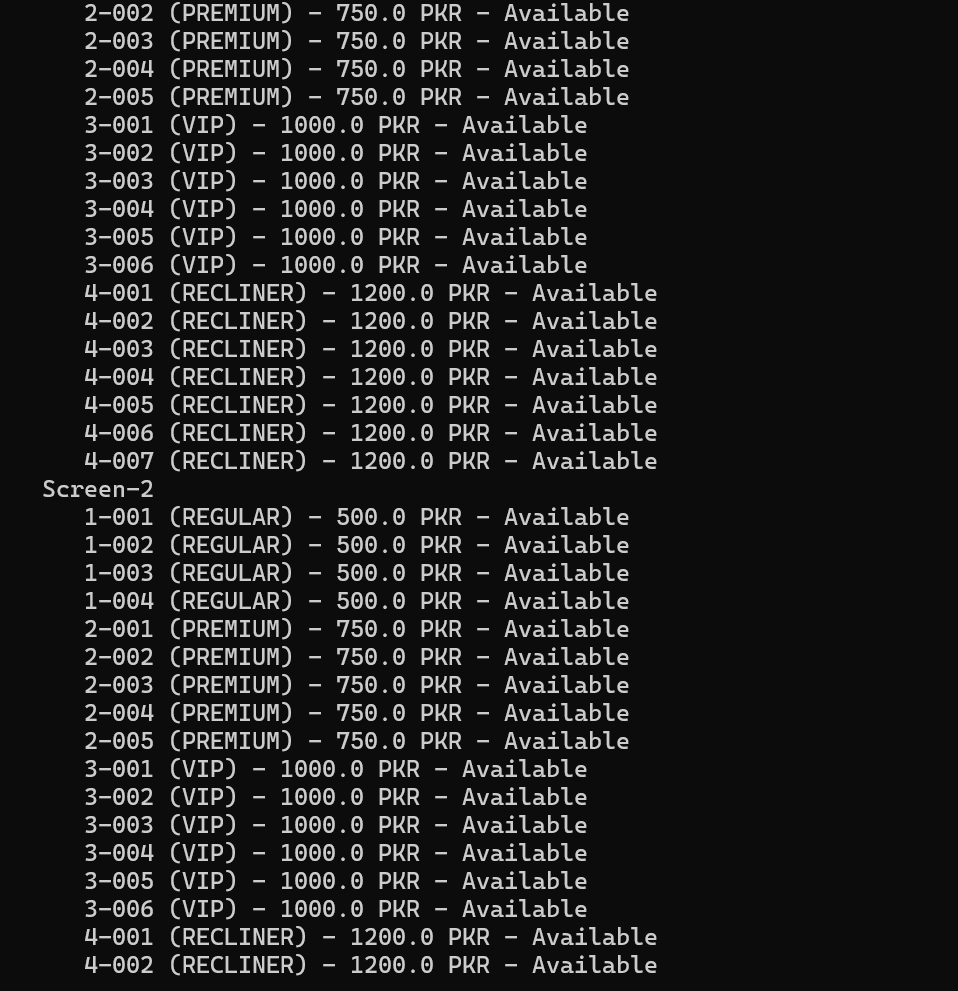 2-002 (PREMIUM) - 750.0 PKR - Available
2-003 (PREMIUM) - 750.0 PKR - Available
2-004 (PREMIUM) - 750.0 PKR - Available
2-005 (PREMIUM) - 750.0 PKR - Available
3-001 (VIP) - 1000.0 PKR - Available
3-002 (VIP) - 1000.0 PKR - Available
3-003 (VIP) - 1000.0 PKR - Available
3-004 (VIP) - 1000.0 PKR - Available
3-005 (VIP) - 1000.0 PKR - Available
3-006 (VIP) - 1000.0 PKR - Available
4-001 (RECLINER) - 1200.0 PKR - Available
4-002 (RECLINER) - 1200.0 PKR - Available
4-003 (RECLINER) - 1200.0 PKR - Available
4-004 (RECLINER) - 1200.0 PKR - Available
4-005 (RECLINER) - 1200.0 PKR - Available
4-006 (RECLINER) - 1200.0 PKR - Available
4-007 (RECLINER) - 1200.0 PKR - Available
Screen-2
1-001 (REGULAR) - 500.0 PKR - Available
1-002 (REGULAR) - 500.0 PKR - Available
1-003 (REGULAR) - 500.0 PKR - Available
1-004 (REGULAR) - 500.0 PKR - Available
2-001 (PREMIUM) - 750.0 PKR - Available
2-002 (PREMIUM) - 750.0 PKR - Available
2-003 (PREMIUM) - 750.0 PKR - Available
2-004 (PREMIUM) - 750.0 PKR - Available
2-005 (PREMIUM) - 750.0 PKR - Available
3-001 (VIP) - 1000.0 PKR - Available
3-002 (VIP) - 1000.0 PKR - Available
3-003 (VIP) - 1000.0 PKR - Available
3-004 (VIP) - 1000.0 PKR - Available
3-005 (VIP) - 1000.0 PKR - Available
3-006 (VIP) - 1000.0 PKR - Available
4-001 (RECLINER) - 1200.0 PKR - Available
4-002 (RECLINER) - 1200.0 PKR - Available